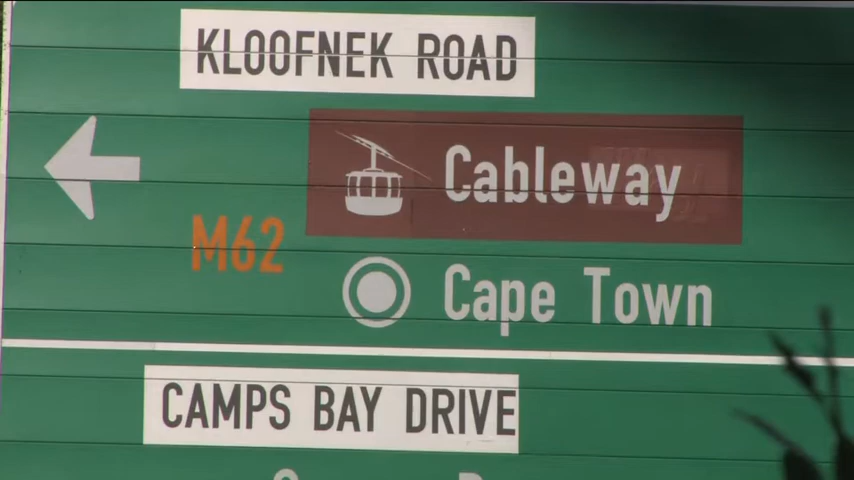 KLOOFNEK ROAD
Cableway
M62
Cape Town
CAMPS BAY DRIVE